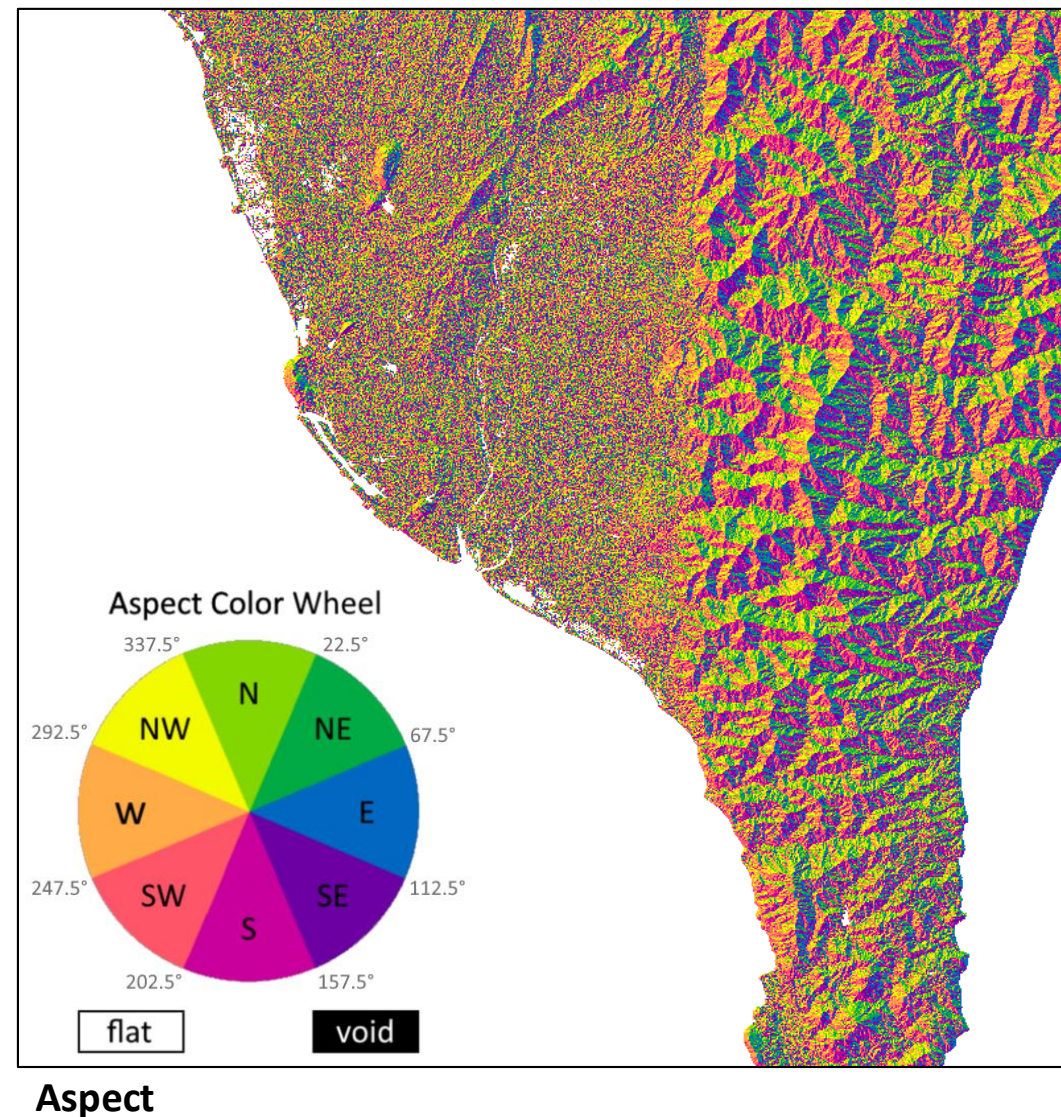 Aspect Color Wheel
337.5° 22.5°
N
NW NE
292.5° 67.5°
W E
SW SE
247.5° 112.5°
S
202.5° 157.5°
flat void
Aspect